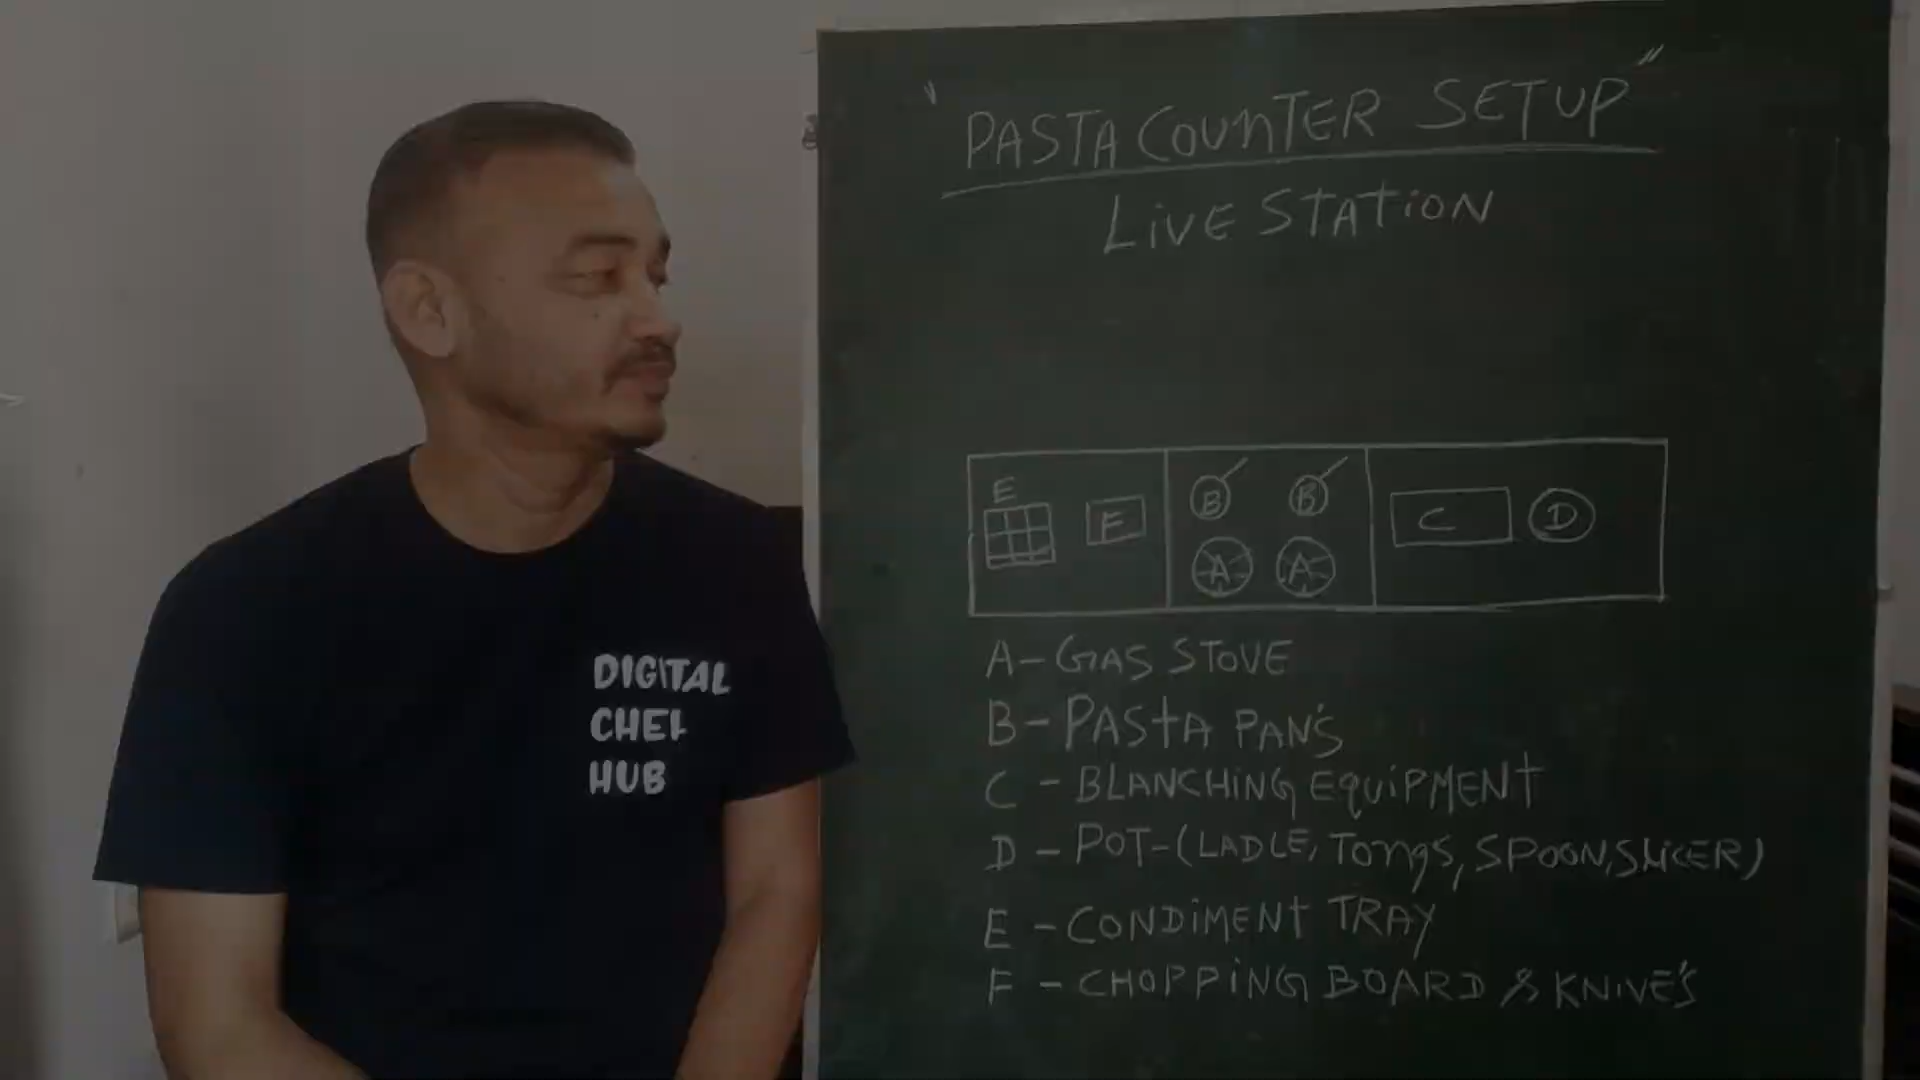 "PASTA COUNTER SETUP"
LIVE STATION
E
F
B
B
A
A
C
D
A - GAS STOVE
B - PASTA PAN'S
C - BLANCHING EQUIPMENT
D - POT - (LADLE, TONGS, SPOON, SLICER)
E - CONDIMENT TRAY
F - CHOPPING BOARD & KNIVE'S
DIGITAL
CHEF
HUB